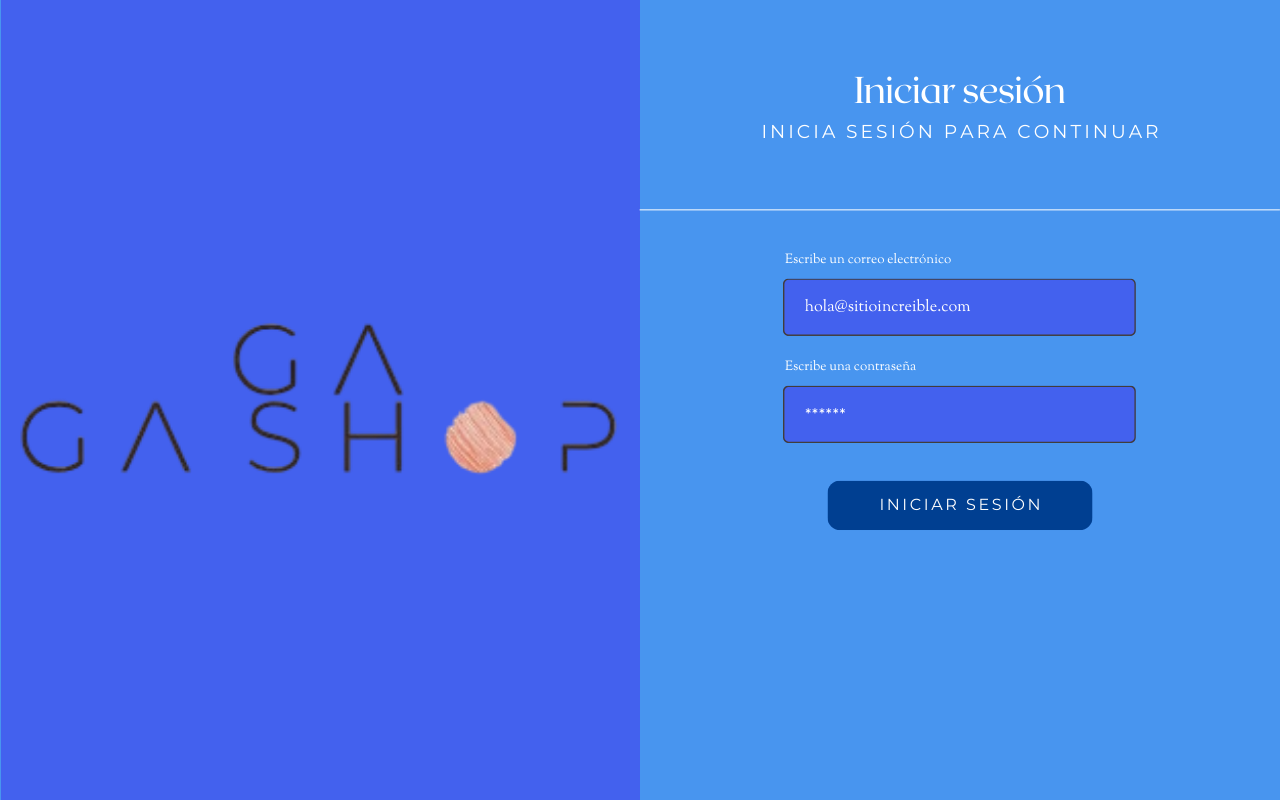 GA
GA SHOP
Iniciar sesión
INICIA SESIÓN PARA CONTINUAR
Escribe un correo electrónico
hola@sitioincreible.com
Escribe una contraseña
******
INICIAR SESIÓN